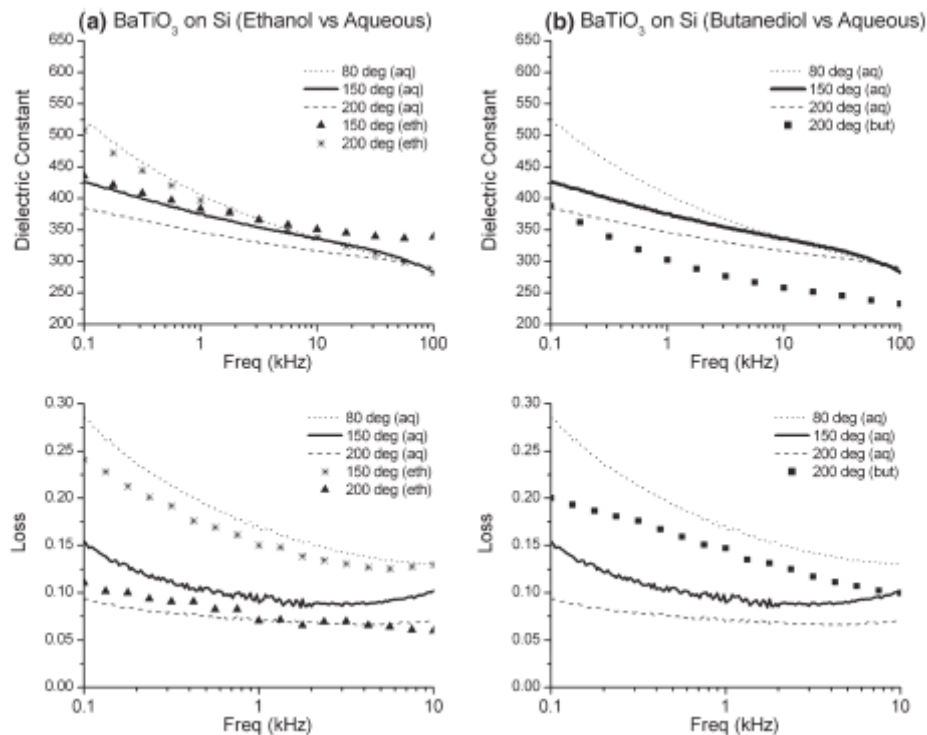 (a) BaTiO3 on Si (Ethanol vs Aqueous)
650
600
550
500
450
400
350
300
250
200
Dielectric Constant
80 deg (aq)
150 deg (aq)
200 deg (aq)
150 deg (eth)
200 deg (eth)
0.1
1
10
100
Freq (kHz)
(b) BaTiO3 on Si (Butanediol vs Aqueous)
650
600
550
500
450
400
350
300
250
200
Dielectric Constant
80 deg (aq)
150 deg (aq)
200 deg (aq)
200 deg (but)
0.1
1
10
100
Freq (kHz)
0.30
0.25
0.20
0.15
0.10
0.05
0.00
Loss
80 deg (aq)
150 deg (aq)
200 deg (aq)
150 deg (eth)
200 deg (eth)
0.1
1
10
Freq (kHz)
0.30
0.25
0.20
0.15
0.10
0.05
0.00
Loss
80 deg (aq)
150 deg (aq)
200 deg (aq)
200 deg (but)
0.1
1
10
Freq (kHz)